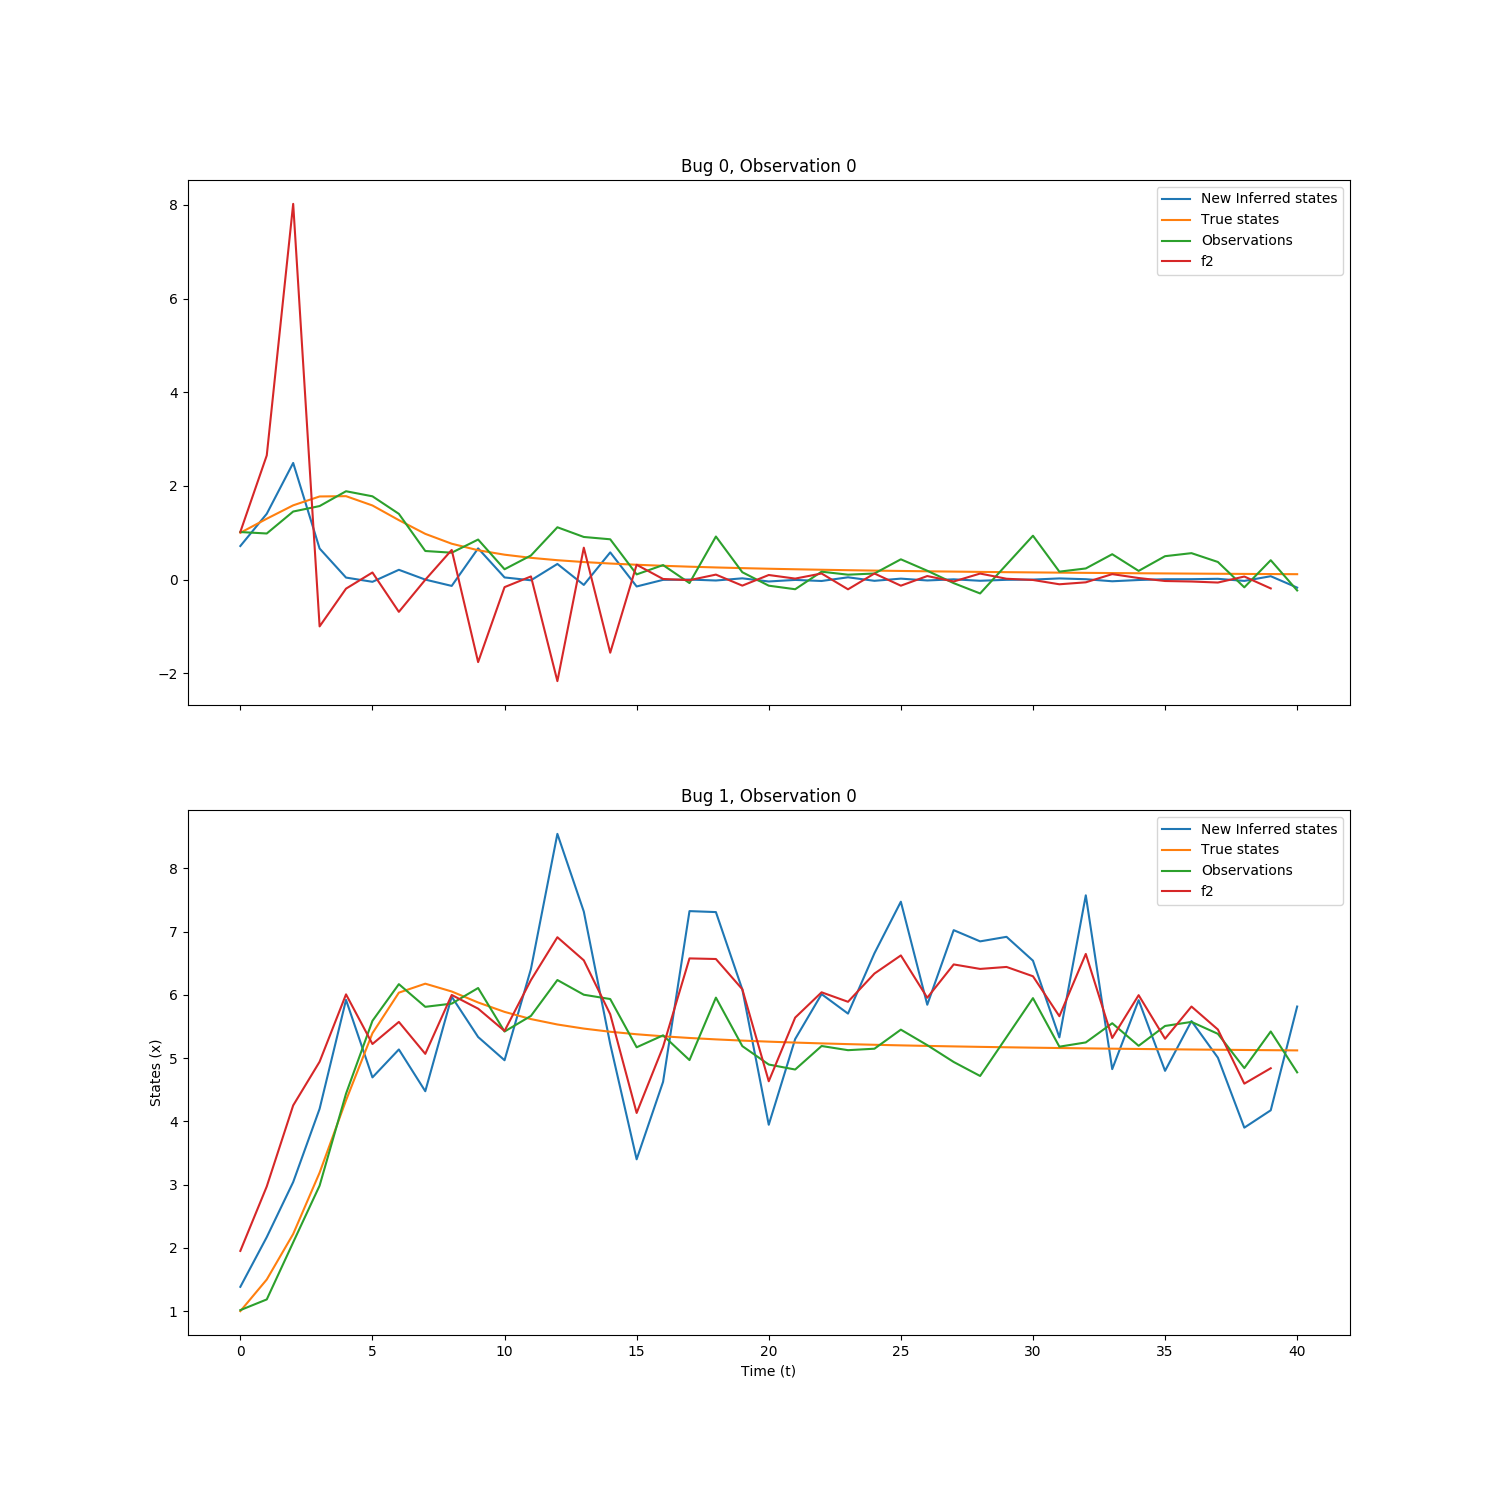 Bug 0, Observation 0
New Inferred states
True states
Observations
f2
8
6
4
2
0
−2
Bug 1, Observation 0
New Inferred states
True states
Observations
f2
States (x)
8
7
6
5
4
3
2
1
0 5 10 15 20 25 30 35 40
Time (t)